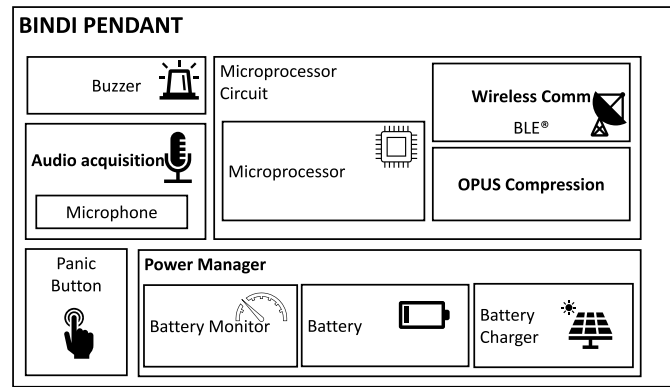 BINDI PENDANT
Buzzer
Microprocessor
Circuit
Wireless Comm
BLE®
Audio acquisition
Microphone
Microprocessor
OPUS Compression
Panic
Button
Power Manager
Battery Monitor
Battery
Battery
Charger